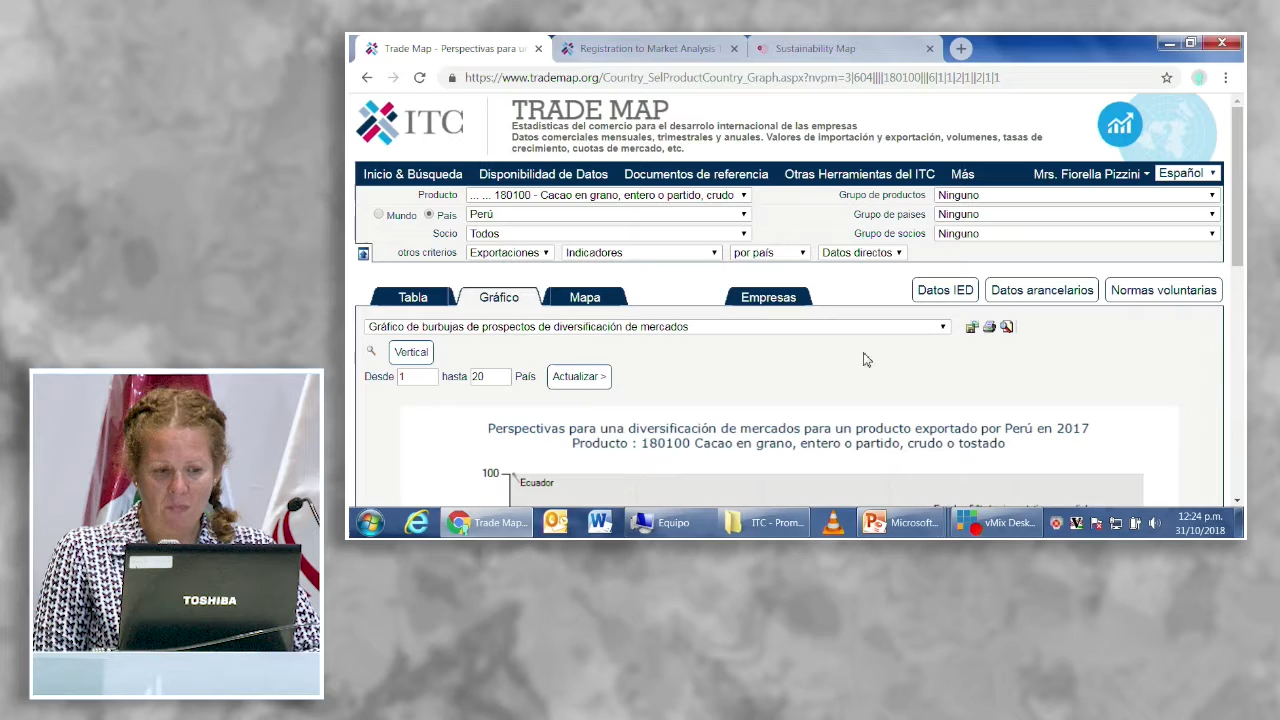 Trade Map - Perspectivas para un
Registration to Market Analysis
Sustainability Map
https://www.trademap.org/Country_SelProductCountry_Graph.aspx?nvpm=3|604||||180100|||6|1|1|2|1||2|1|1
ITC
TRADE MAP
Estadísticas del comercio para el desarrollo internacional de las empresas
Datos comerciales mensuales, trimestrales y anuales. Valores de importación y exportación, volumenes, tasas de
crecimiento, cuotas de mercado, etc.
Inicio & Búsqueda Disponibilidad de Datos Documentos de referencia Otras Herramientas del ITC Más Mrs. Fiorella Pizzini Español
Producto ... ... 180100 - Cacao en grano, entero o partido, crudo Grupo de productos Ninguno
Mundo País Perú Grupo de países Ninguno
Socio Todos Grupo de socios Ninguno
otros criterios Exportaciones Indicadores por país Datos directos
Tabla Gráfico Mapa Empresas Datos IED Datos arancelarios Normas voluntarias
Gráfico de burbujas de prospectos de diversificación de mercados
Vertical
Desde 1 hasta 20 País Actualizar >
Perspectivas para una diversificación de mercados para un producto exportado por Perú en 2017
Producto : 180100 Cacao en grano, entero o partido, crudo o tostado
100
Ecuador
Trade Map... Equipo ITC - Prom... Microsoft... vMix Desk...
12:24 p.m.
31/10/2018
TOSHIBA